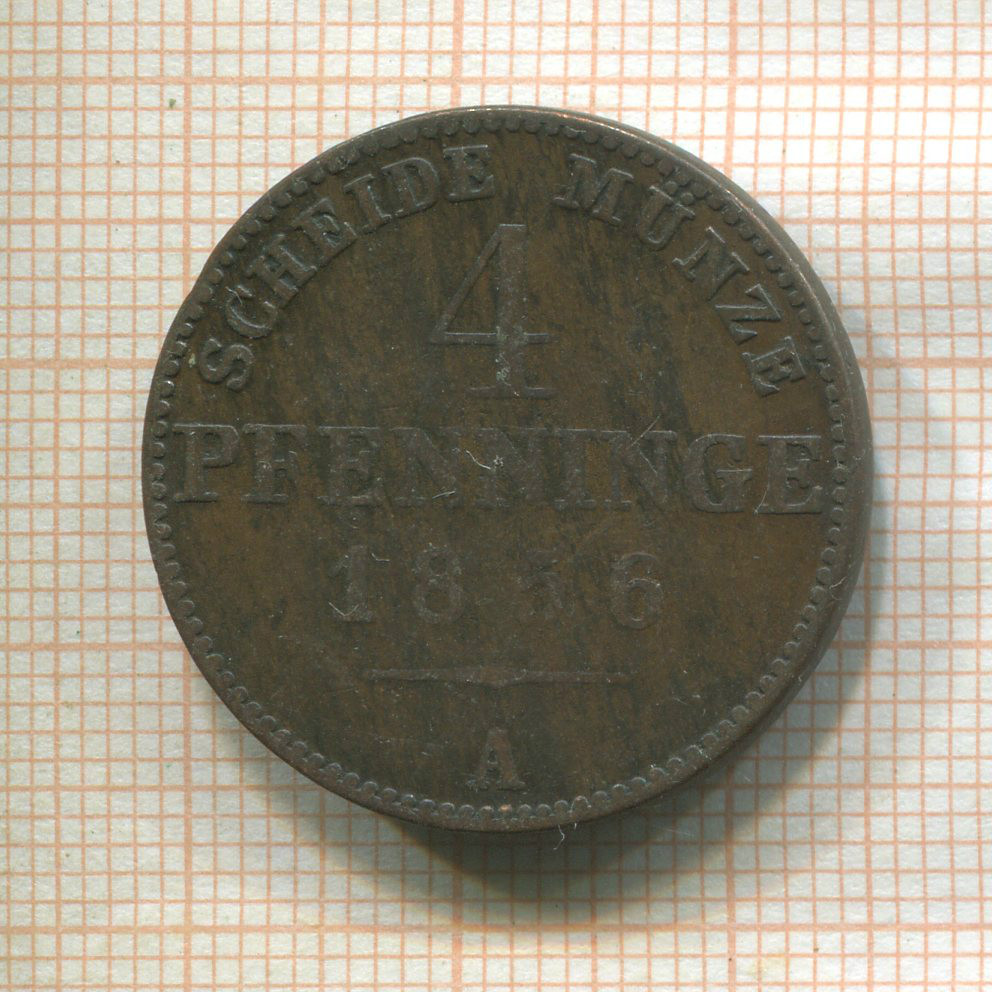 SCHEIDE MÜNZE
4
PFENNINGE
1856
A